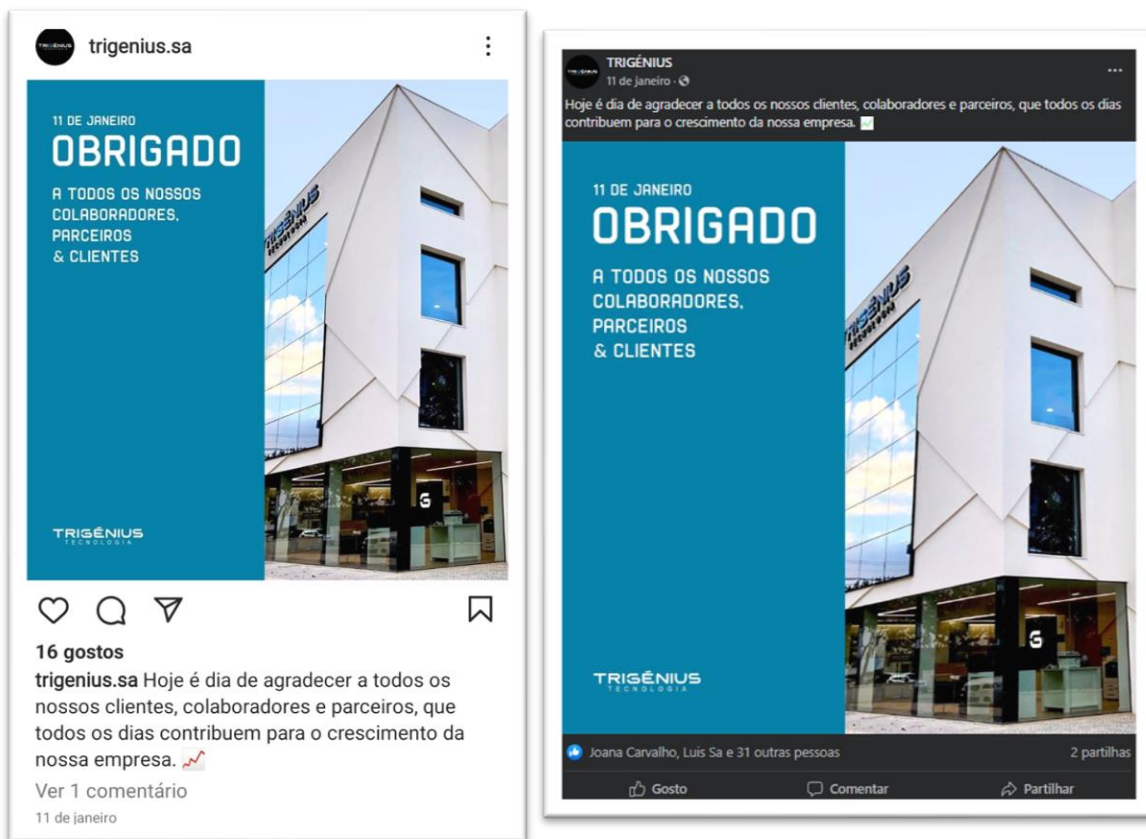 trigenius.sa
11 DE JANEIRO
OBRIGADO
A TODOS OS NOSSOS
COLABORADORES,
PARCEIROS
& CLIENTES
TRIGÉNIUS
TECNOLOGIA
G
TRIGÉNIUS
TECNOLOGIA
16 gostos
trigenius.sa Hoje é dia de agradecer a todos os
nossos clientes, colaboradores e parceiros, que
todos os dias contribuem para o crescimento da
nossa empresa. 📈
Ver 1 comentário
11 de janeiro
TRIGÉNIUS
11 de janeiro ·
Hoje é dia de agradecer a todos os nossos clientes, colaboradores e parceiros, que todos os dias
contribuem para o crescimento da nossa empresa. 💹
11 DE JANEIRO
OBRIGADO
A TODOS OS NOSSOS
COLABORADORES,
PARCEIROS
& CLIENTES
TRIGÉNIUS
TECNOLOGIA
G
TRIGÉNIUS
TECNOLOGIA
Joana Carvalho, Luis Sa e 31 outras pessoas 2 partilhas
Gosto Comentar Partilhar